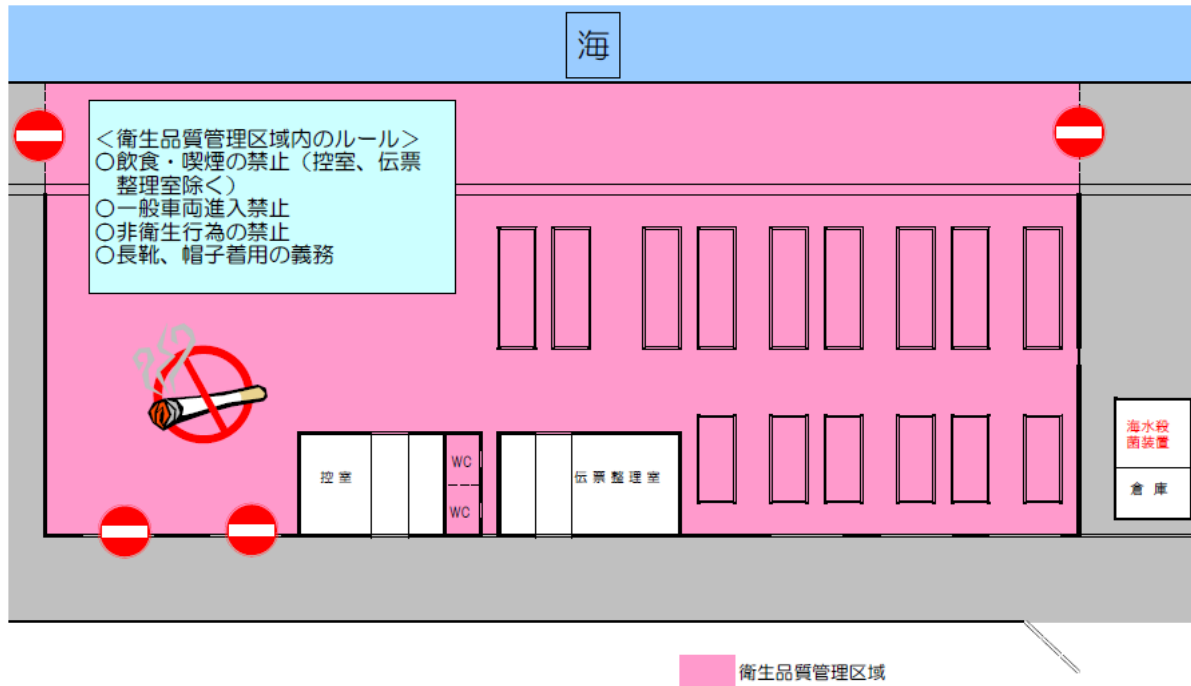 海
＜衛生品質管理区域内のルール＞
○飲食・喫煙の禁止（控室、伝票
整理室除く）
○一般車両進入禁止
○非衛生行為の禁止
○長靴、帽子着用の義務
海水殺
菌装置
倉庫
控室
WC
WC
伝票整理室
衛生品質管理区域